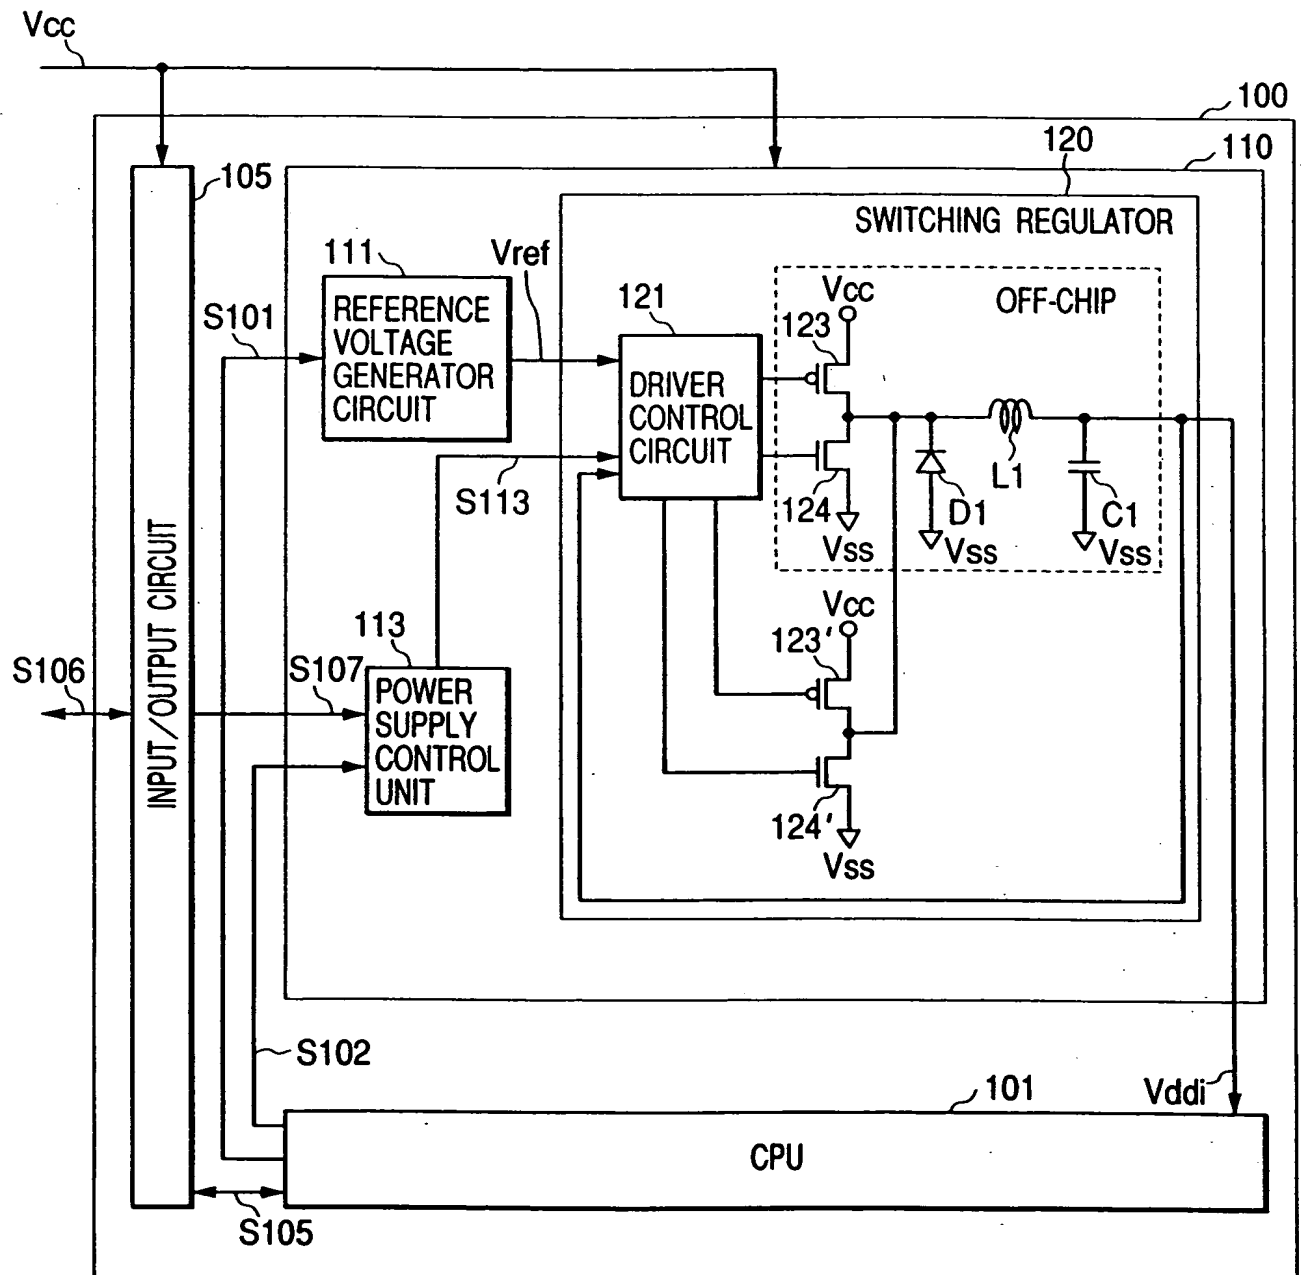 Vcc
100
120
110
105
SWITCHING REGULATOR
111
Vref
121
Vcc
OFF-CHIP
S101
REFERENCE
VOLTAGE
GENERATOR
CIRCUIT
123
DRIVER
CONTROL
CIRCUIT
L1
S113
124
D1
C1
Vss
Vss
Vss
INPUT/OUTPUT CIRCUIT
113
Vcc
123'
S106
S107
POWER
SUPPLY
CONTROL
UNIT
124'
Vss
S102
101
Vddi
CPU
S105